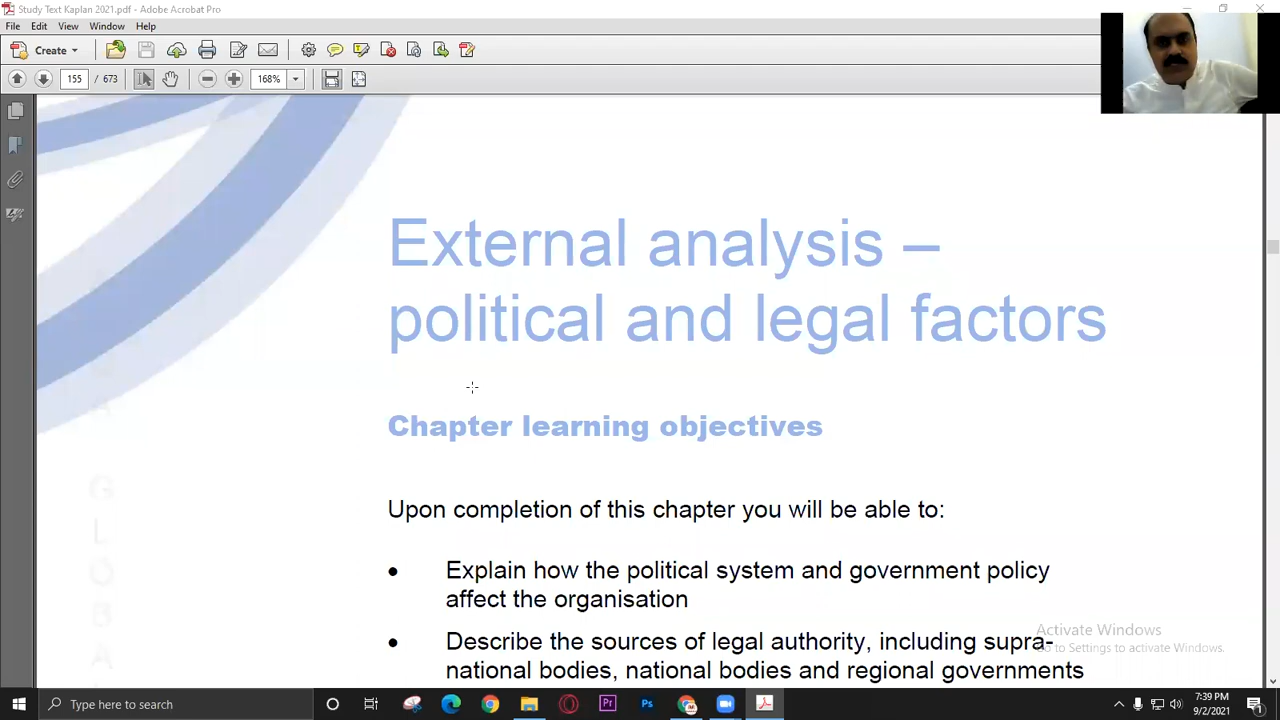 Study Text Kaplan 2021.pdf - Adobe Acrobat Pro
File Edit View Window Help
Create
155 / 673 168%
External analysis –
political and legal factors
Chapter learning objectives
Upon completion of this chapter you will be able to:
• Explain how the political system and government policy
affect the organisation
• Describe the sources of legal authority, including supra-
national bodies, national bodies and regional governments
G
L
O
B
A
Activate Windows
Go to Settings to activate Windows.
Type here to search
Pr
Ps
7:39 PM
9/2/2021
1